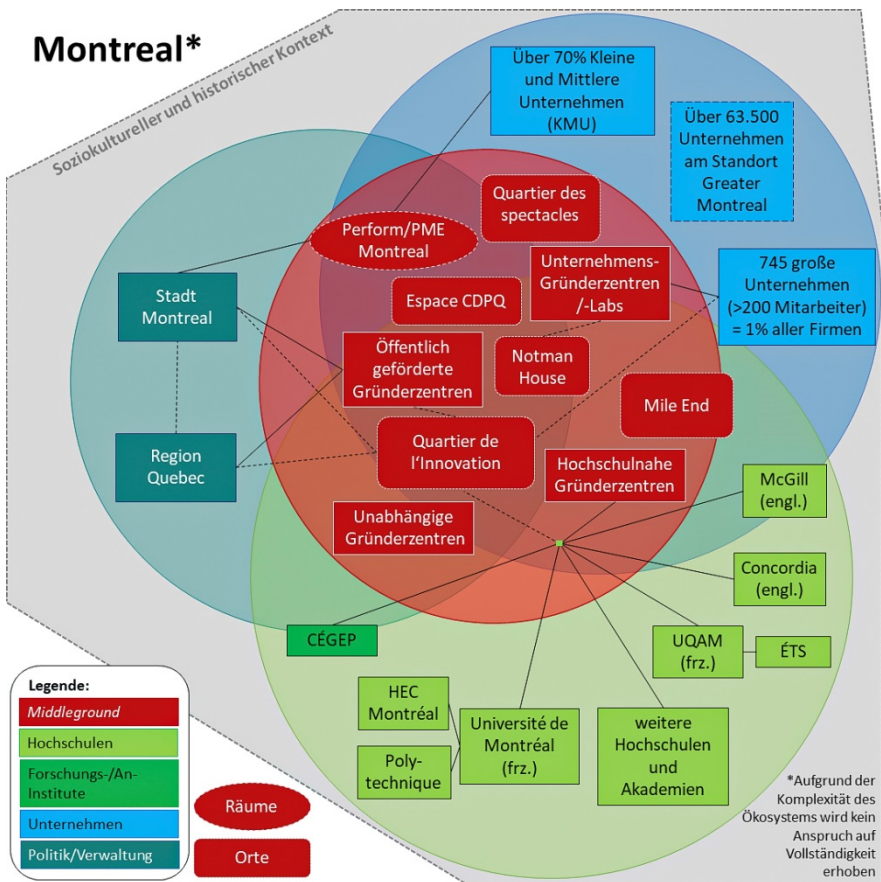 Montreal*
Soziokultureller und historischer Kontext
Über 70% Kleine
und Mittlere
Unternehmen
(KMU)
Über 63.500
Unternehmen
am Standort
Greater
Montreal
Quartier des
spectacles
Perform/PME
Montreal
Unternehmens-
Gründerzentren
/-Labs
745 große
Unternehmen
(>200 Mitarbeiter)
= 1% aller Firmen
Stadt
Montreal
Espace CDPQ
Öffentlich
geförderte
Gründerzentren
Notman
House
Mile End
Region
Quebec
Quartier de
l‘Innovation
Hochschulnahe
Gründerzentren
McGill
(engl.)
Unabhängige
Gründerzentren
Concordia
(engl.)
CÉGEP
UQAM
(frz.)
ÉTS
HEC
Montréal
Poly-
technique
Université de
Montréal
(frz.)
weitere
Hochschulen
und
Akademien
Legende:
Middleground
Hochschulen
Forschungs-/An-
Institute
Unternehmen
Politik/Verwaltung
Räume
Orte
*Aufgrund der
Komplexität des
Ökosystems wird kein
Anspruch auf
Vollständigkeit
erhoben